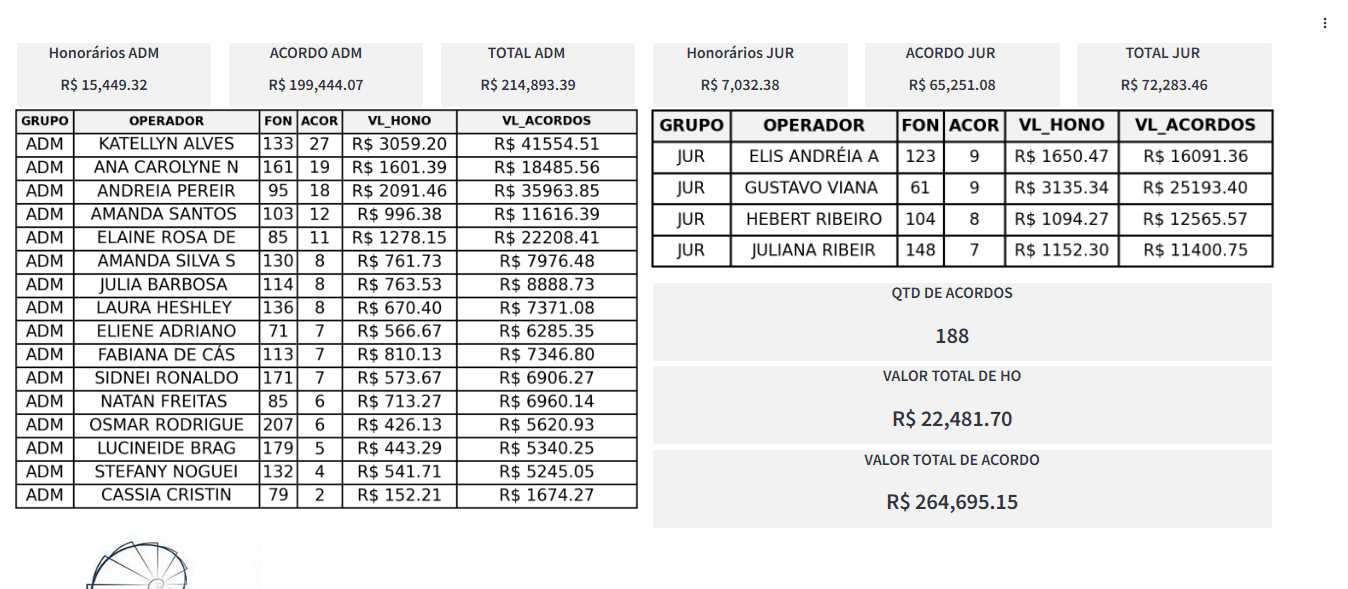 Honorários ADM
R$ 15,449.32
ACORDO ADM
R$ 199,444.07
TOTAL ADM
R$ 214,893.39
Honorários JUR
R$ 7,032.38
ACORDO JUR
R$ 65,251.08
TOTAL JUR
R$ 72,283.46
GRUPO OPERADOR FON ACOR VL_HONO VL_ACORDOS
ADM KATELLYN ALVES 133 27 R$ 3059.20 R$ 41554.51
ADM ANA CAROLYNE N 161 19 R$ 1601.39 R$ 18485.56
ADM ANDREIA PEREIR 95 18 R$ 2091.46 R$ 35963.85
ADM AMANDA SANTOS 103 12 R$ 996.38 R$ 11616.39
ADM ELAINE ROSA DE 85 11 R$ 1278.15 R$ 22208.41
ADM AMANDA SILVA S 130 8 R$ 761.73 R$ 7976.48
ADM JULIA BARBOSA 114 8 R$ 763.53 R$ 8888.73
ADM LAURA HESHLEY 136 8 R$ 670.40 R$ 7371.08
ADM ELIENE ADRIANO 71 7 R$ 566.67 R$ 6285.35
ADM FABIANA DE CÁS 113 7 R$ 810.13 R$ 7346.80
ADM SIDNEI RONALDO 171 7 R$ 573.67 R$ 6906.27
ADM NATAN FREITAS 85 6 R$ 713.27 R$ 6960.14
ADM OSMAR RODRIGUE 207 6 R$ 426.13 R$ 5620.93
ADM LUCINEIDE BRAG 179 5 R$ 443.29 R$ 5340.25
ADM STEFANY NOGUEI 132 4 R$ 541.71 R$ 5245.05
ADM CASSIA CRISTIN 79 2 R$ 152.21 R$ 1674.27
GRUPO OPERADOR FON ACOR VL_HONO VL_ACORDOS
JUR ELIS ANDRÉIA A 123 9 R$ 1650.47 R$ 16091.36
JUR GUSTAVO VIANA 61 9 R$ 3135.34 R$ 25193.40
JUR HEBERT RIBEIRO 104 8 R$ 1094.27 R$ 12565.57
JUR JULIANA RIBEIR 148 7 R$ 1152.30 R$ 11400.75
QTD DE ACORDOS
188
VALOR TOTAL DE HO
R$ 22,481.70
VALOR TOTAL DE ACORDO
R$ 264,695.15